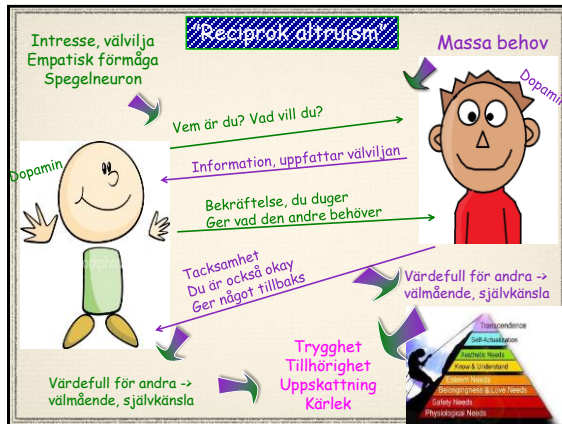 "Reciprok altruism"
Intresse, välvilja
Empatisk förmåga
Spegelneuron
Massa behov
Dopamin
Vem är du? Vad vill du?
Information, uppfattar välviljan
Dopamin
Bekräftelse, du duger
Ger vad den andre behöver
Tacksamhet
Du är också okay
Ger något tillbaks
Värdefull för andra ->
välmående, självkänsla
Trygghet
Tillhörighet
Uppskattning
Kärlek
Värdefull för andra ->
välmående, självkänsla
Transcendence
Self-Actualization
Aesthetic Needs
Know & Understand
Esteem Needs
Belongingness & Love Needs
Safety Needs
Physiological Needs